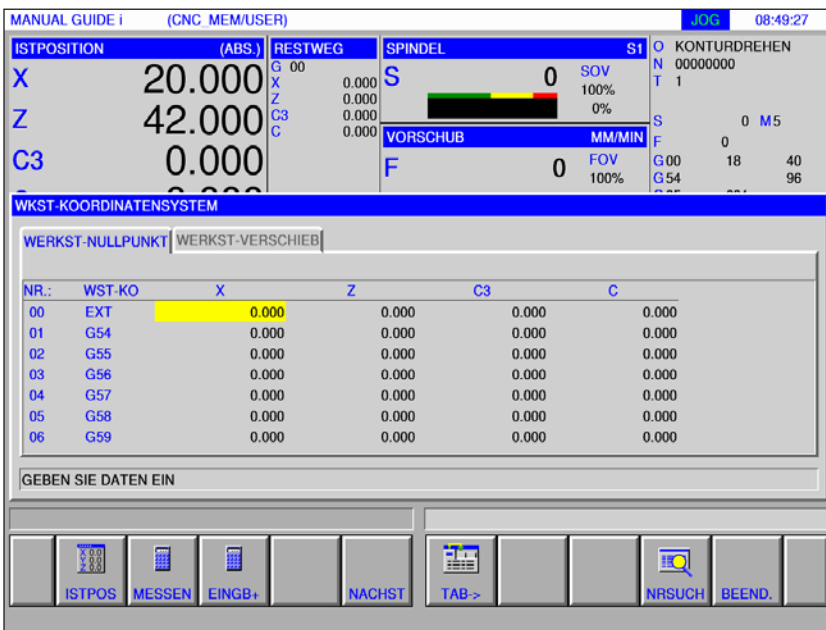 MANUAL GUIDE i (CNC_MEM/USER) JOG 08:49:27
ISTPOSITION (ABS.)
X 20.000
Z 42.000
C3 0.000
RESTWEG
G 00
X 0.000
Z 0.000
C3 0.000
C 0.000
SPINDEL S1
S 0 SOV
100%
0%
VORSCHUB MM/MIN
F 0 FOV
100%
O KONTURDREHEN
N 00000000
T 1
S 0 M 5
F 0
G 00 18 40
G 54 96
WKST-KOORDINATENSYSTEM
WERKST-NULLPUNKT WERKST-VERSCHIEB
NR.: WST-KO X Z C3 C
00 EXT 0.000 0.000 0.000 0.000
01 G54 0.000 0.000 0.000 0.000
02 G55 0.000 0.000 0.000 0.000
03 G56 0.000 0.000 0.000 0.000
04 G57 0.000 0.000 0.000 0.000
05 G58 0.000 0.000 0.000 0.000
06 G59 0.000 0.000 0.000 0.000
GEBEN SIE DATEN EIN
ISTPOS MESSEN EINGB+ NACHST TAB-> NRSUCH BEEND.